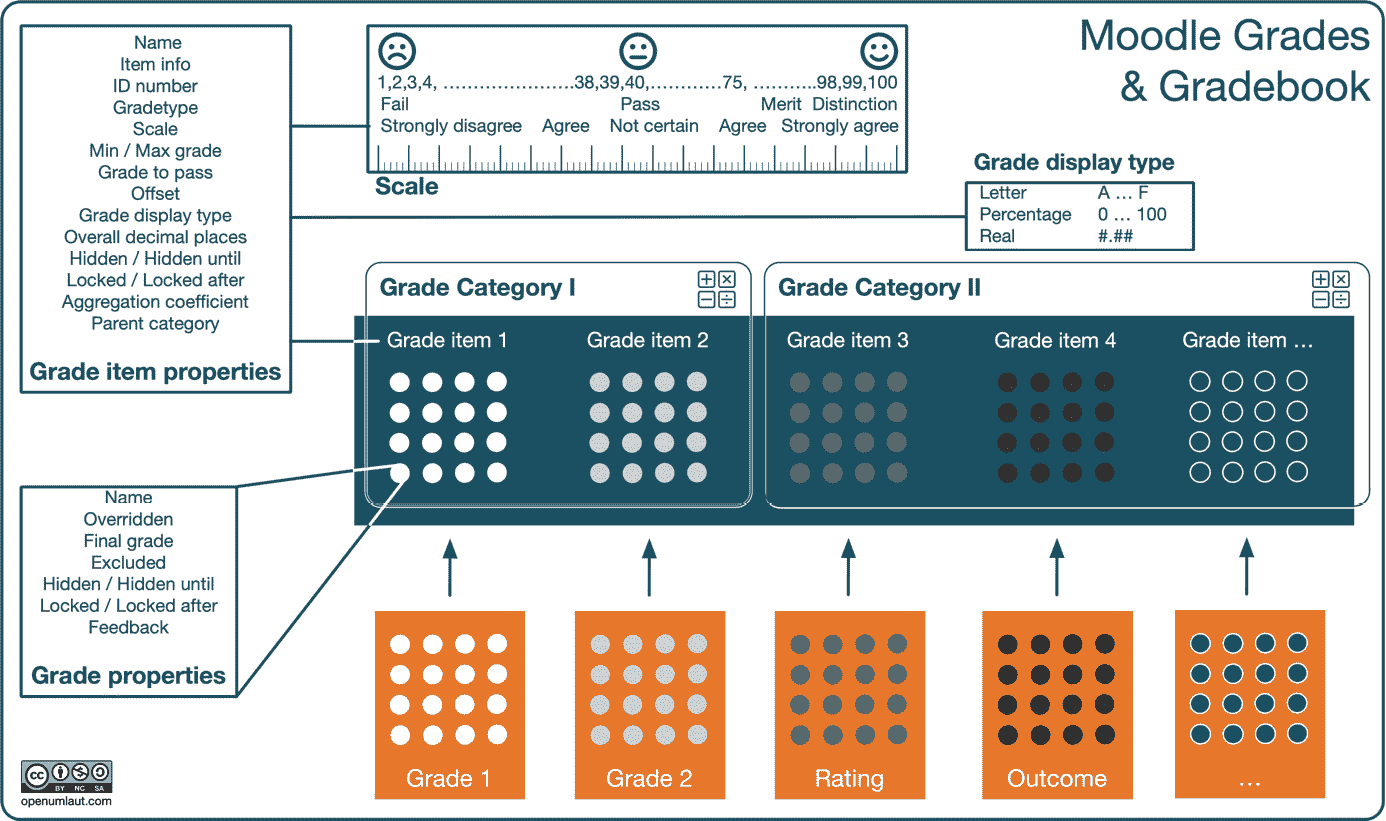 Moodle Grades
& Gradebook
Name
Item info
ID number
Gradetype
Scale
Min / Max grade
Grade to pass
Offset
Grade display type
Overall decimal places
Hidden / Hidden until
Locked / Locked after
Aggregation coefficient
Parent category
Grade item properties
1,2,3,4, …………………….38,39,40,…………75, ………..98,99,100
Fail Pass Merit Distinction
Strongly disagree Agree Not certain Agree Strongly agree
Scale
Grade display type
Letter A … F
Percentage 0 … 100
Real #.##
Grade Category I
Grade Category II
Grade item 1
Grade item 2
Grade item 3
Grade item 4
Grade item …
Name
Overridden
Final grade
Excluded
Hidden / Hidden until
Locked / Locked after
Feedback
Grade properties
Grade 1
Grade 2
Rating
Outcome
…
cc
BY NC SA
openumlaut.com